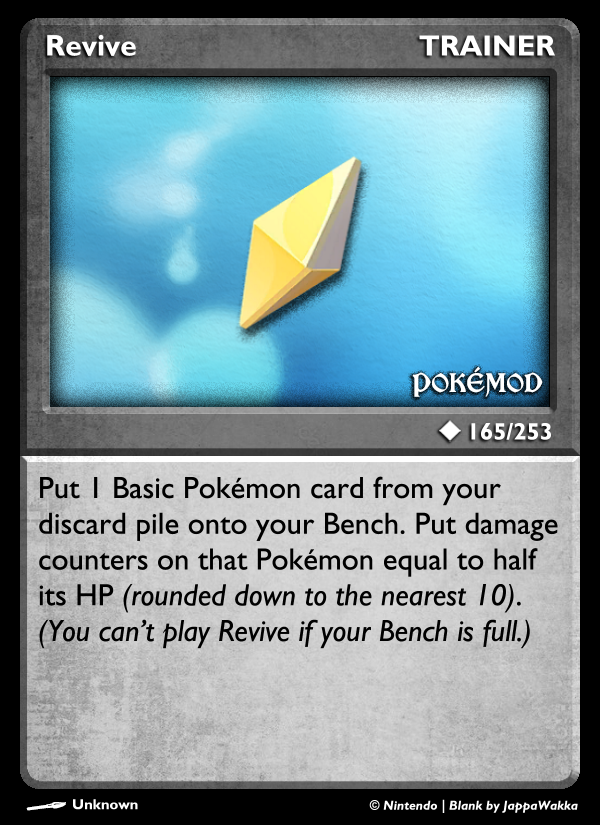 Revive
TRAINER
POKÉMOD
165/253
Put 1 Basic Pokémon card from your
discard pile onto your Bench. Put damage
counters on that Pokémon equal to half
its HP (rounded down to the nearest 10).
(You can't play Revive if your Bench is full.)
Unknown
© Nintendo | Blank by JappaWakka